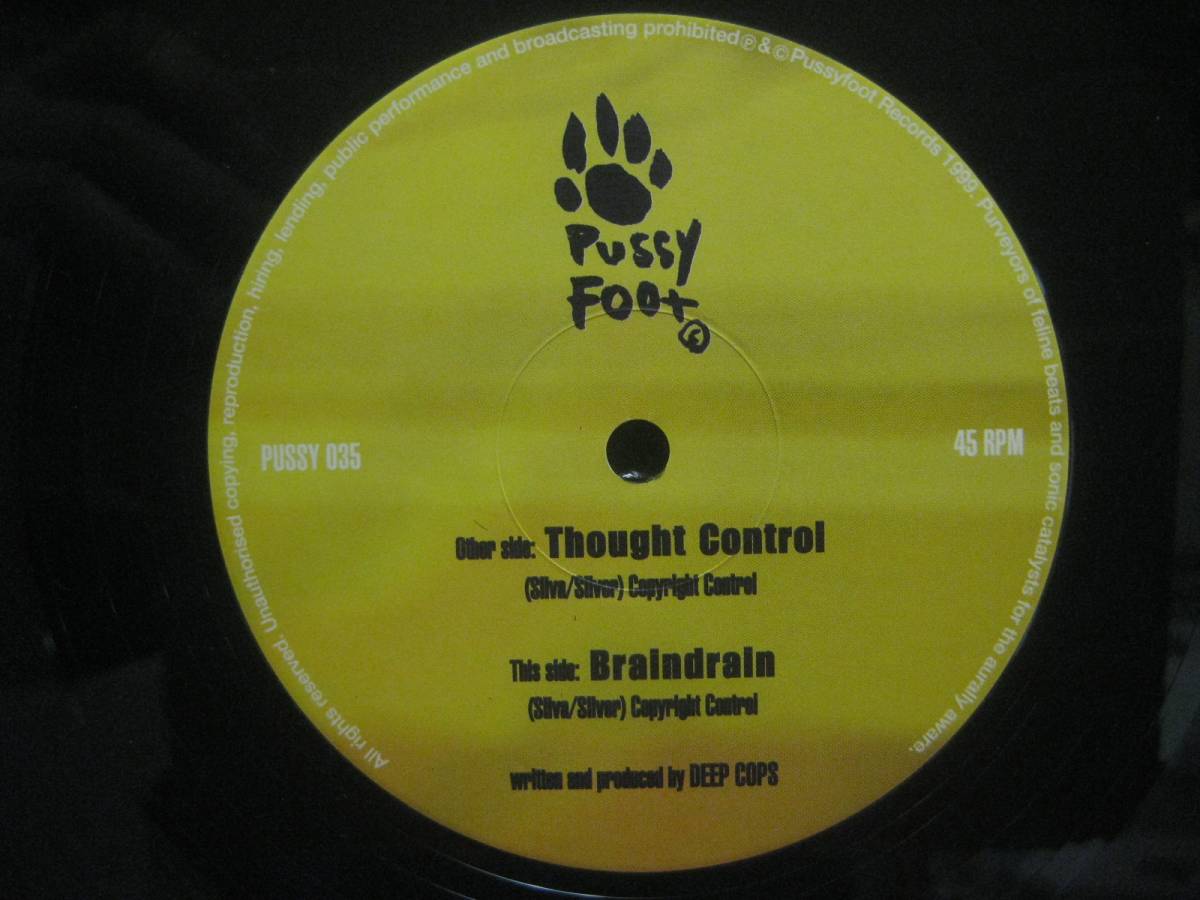 All rights reserved. Unauthorised copying, reproduction, hiring, lending, public performance and broadcasting prohibited ℗ & © Pussyfoot Records 1999. Purveyors of feline beats and sonic catalysts for the aurally aware.
Pussy
Foot
PUSSY 035
45 RPM
Other side: Thought Control
(Silva/Silver) Copyright Control
This side: Braindrain
(Silva/Silver) Copyright Control
written and produced by DEEP COPS